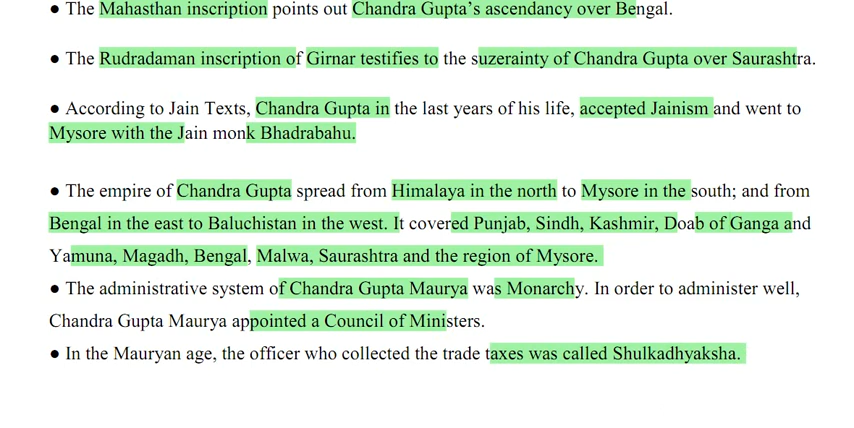 ● The Mahasthan inscription points out Chandra Gupta’s ascendancy over Bengal.
● The Rudradaman inscription of Girnar testifies to the suzerainty of Chandra Gupta over Saurashtra.
● According to Jain Texts, Chandra Gupta in the last years of his life, accepted Jainism and went to
Mysore with the Jain monk Bhadrabahu.
● The empire of Chandra Gupta spread from Himalaya in the north to Mysore in the south; and from
Bengal in the east to Baluchistan in the west. It covered Punjab, Sindh, Kashmir, Doab of Ganga and
Yamuna, Magadh, Bengal, Malwa, Saurashtra and the region of Mysore.
● The administrative system of Chandra Gupta Maurya was Monarchy. In order to administer well,
Chandra Gupta Maurya appointed a Council of Ministers.
● In the Mauryan age, the officer who collected the trade taxes was called Shulkadhyaksha.